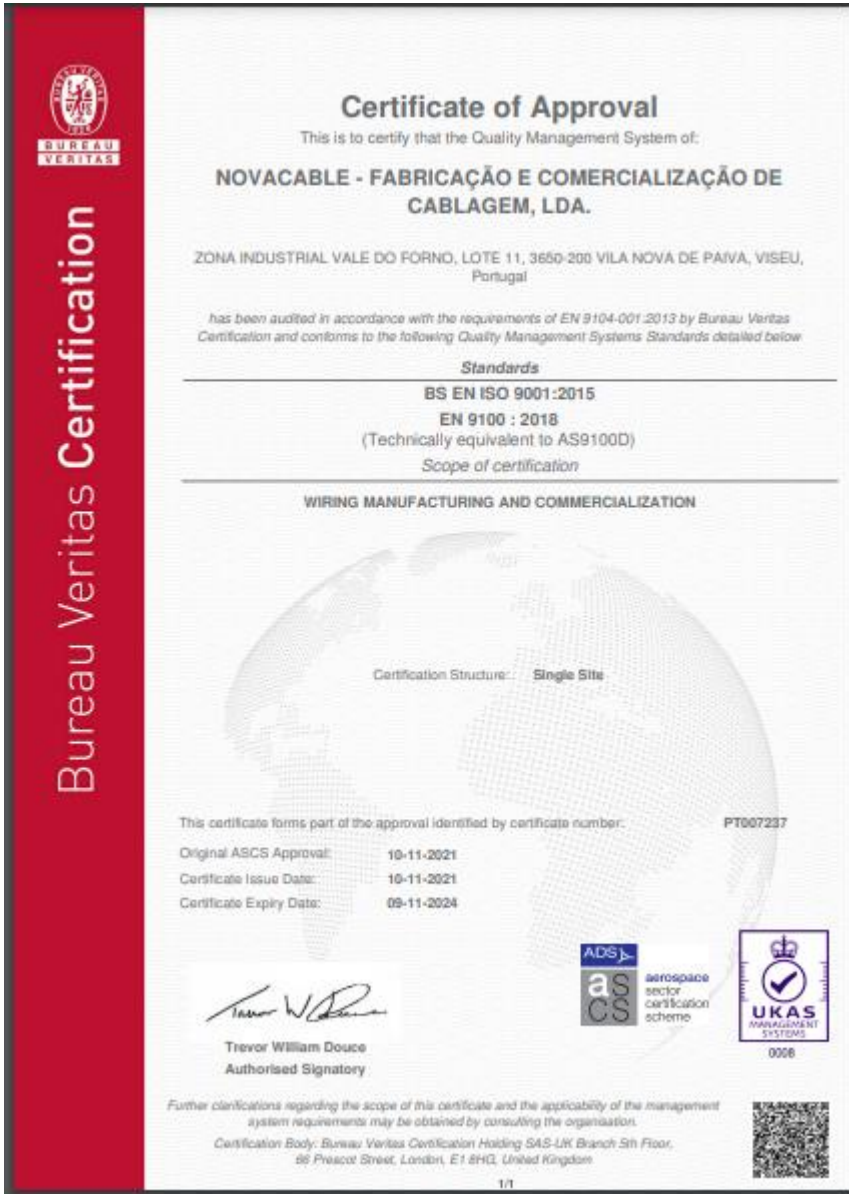 BUREAU VERITAS
1828
BUREAU
VERITAS
Bureau Veritas Certification
Certificate of Approval
This is to certify that the Quality Management System of:
NOVACABLE - FABRICAÇÃO E COMERCIALIZAÇÃO DE
CABLAGEM, LDA.
ZONA INDUSTRIAL VALE DO FORNO, LOTE 11, 3650-200 VILA NOVA DE PAIVA, VISEU,
Portugal
has been audited in accordance with the requirements of EN 9104-001:2013 by Bureau Veritas
Certification and conforms to the following Quality Management Systems Standards detailed below
Standards
BS EN ISO 9001:2015
EN 9100 : 2018
(Technically equivalent to AS9100D)
Scope of certification
WIRING MANUFACTURING AND COMMERCIALIZATION
Certification Structure: Single Site
This certificate forms part of the approval identified by certificate number: PT007237
Original ASCS Approval: 10-11-2021
Certificate Issue Date: 10-11-2021
Certificate Expiry Date: 09-11-2024
ADS
asCS
aerospace
sector
certification
scheme
UKAS
MANAGEMENT
SYSTEMS
0008
Trevor William Douce
Authorised Signatory
Further clarifications regarding the scope of this certificate and the applicability of the management
system requirements may be obtained by consulting the organisation.
Certification Body: Bureau Veritas Certification Holding SAS-UK Branch 5th Floor,
66 Prescot Street, London, E1 8HG, United Kingdom
1/1